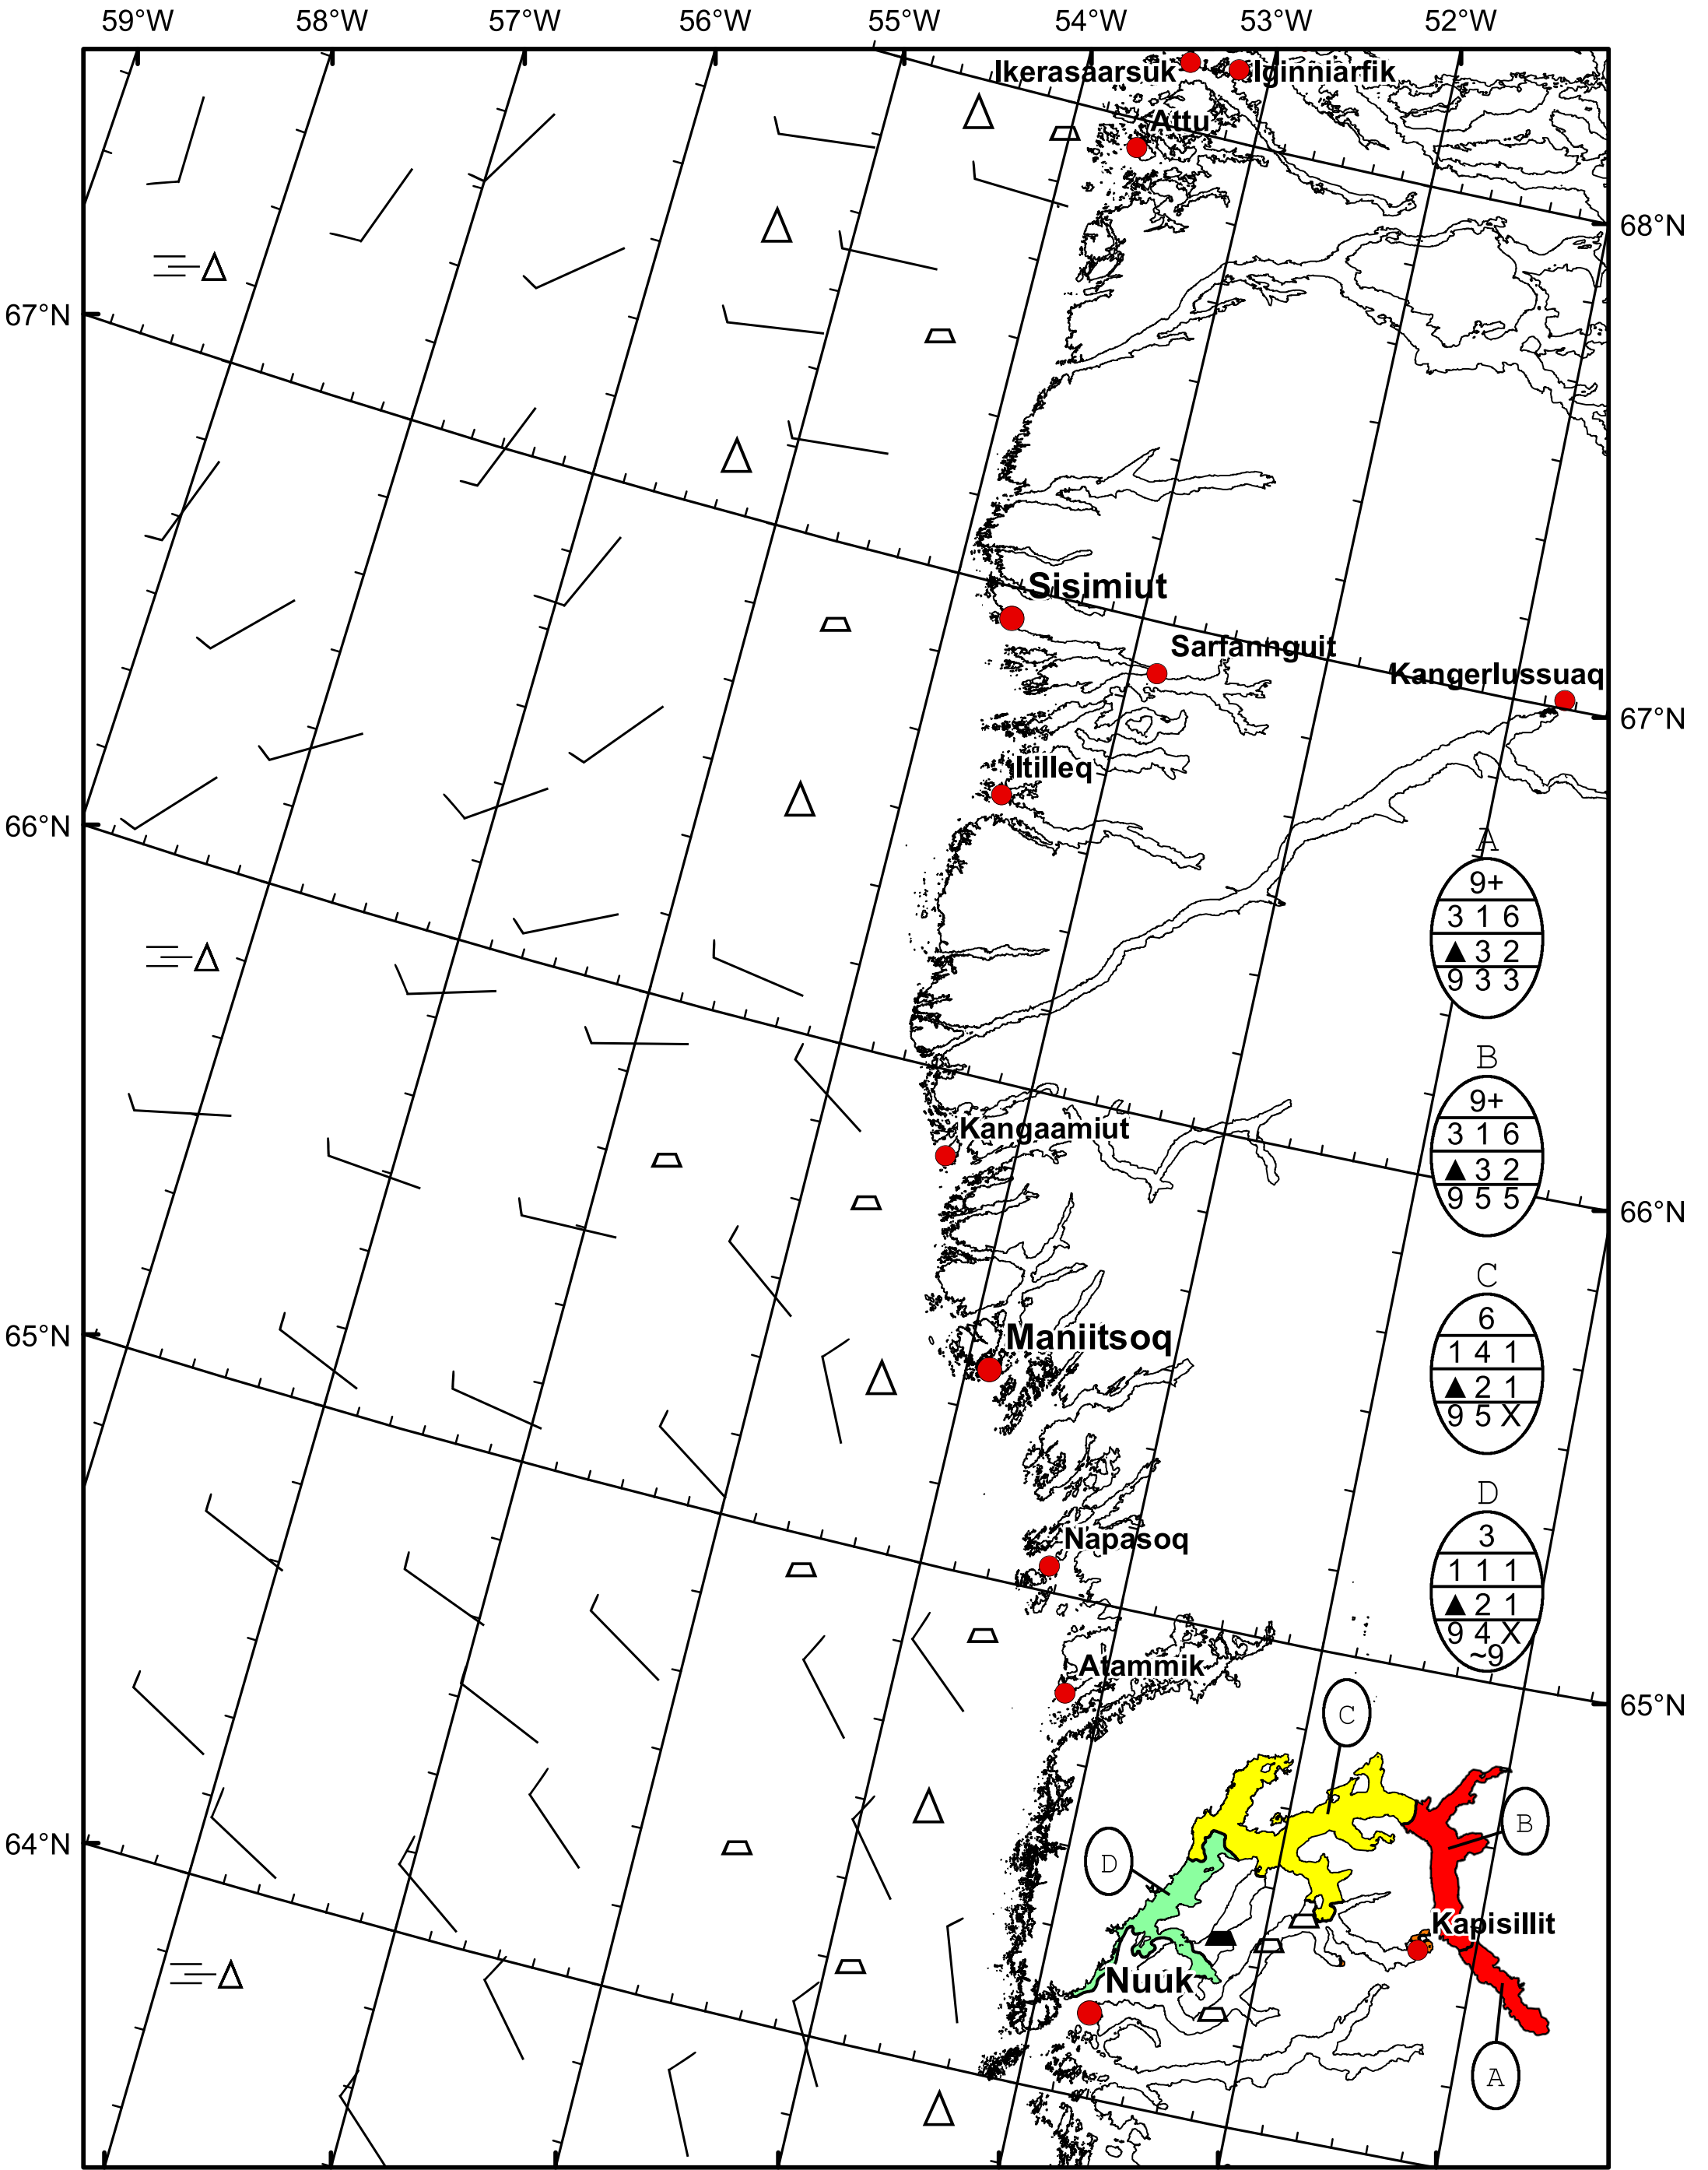 59°W 58°W 57°W 56°W 55°W 54°W 53°W 52°W
Ikerasaarsuk Iginniarfik
Attu
68°N
67°N
Sisimiut
Sarfannguit
Kangerlussuaq
67°N
Itilleq
66°N
A
9+
3 1 6
▲ 3 2
9 3 3
B
9+
3 1 6
▲ 3 2
9 5 5
Kangaamiut
66°N
65°N
Maniitsoq
C
6
1 4 1
▲ 2 1
9 5 X
D
3
1 1 1
▲ 2 1
9 4 X
~9
Napasoq
Atammik
65°N
C
B
64°N
D
Kapisillit
Nuuk
A